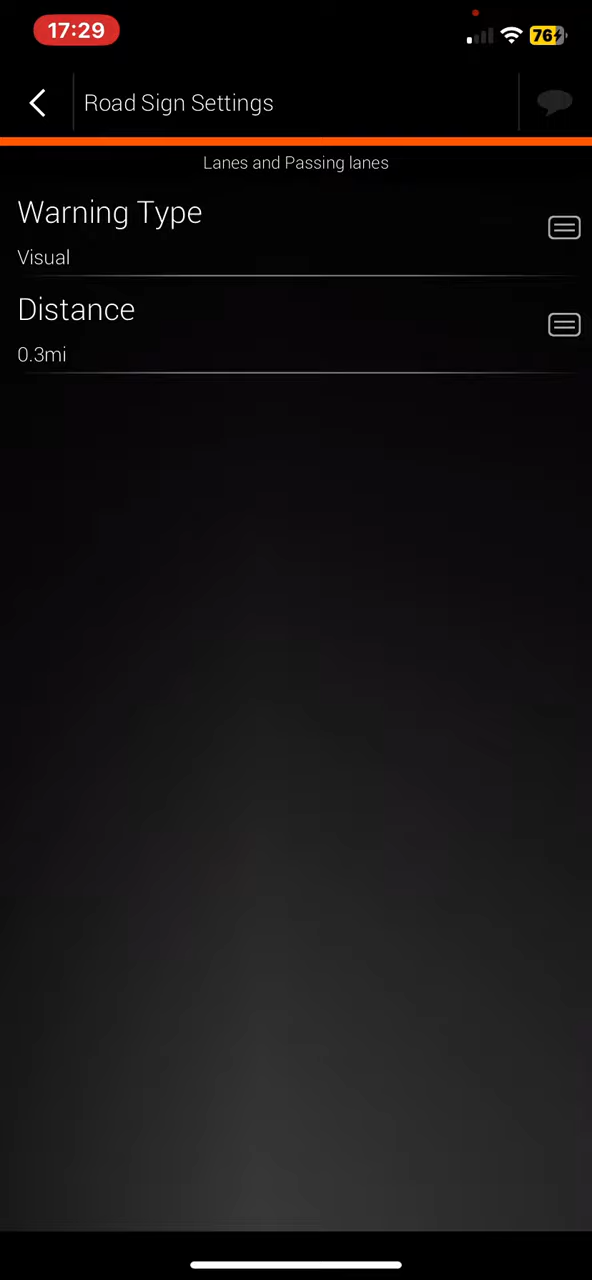 17:29
76
Road Sign Settings
Lanes and Passing lanes
Warning Type
Visual
Distance
0.3mi